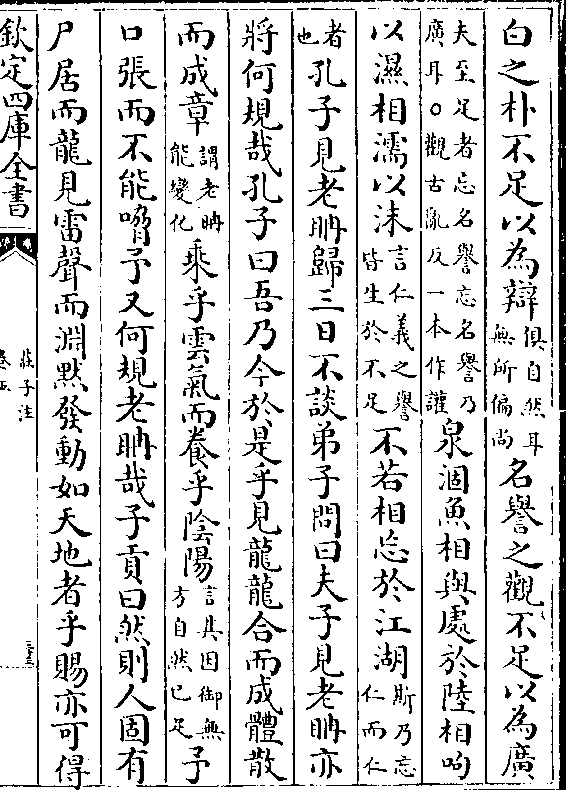 白之朴不足以為辯俱自然耳無所偏尚名譽之觀不足以為廣
夫至足者忘名譽忘名譽乃廣耳○觀古亂反一本作讙泉涸魚相與處於陸相呴
以濕相濡以沫言仁義之譽皆生於不足不若相忘於江湖斯乃忘仁而仁
者也孔子見老聃歸三日不談弟子問曰夫子見老聃亦
將何規哉孔子曰吾乃今於是乎見龍龍合而成體散
而成章謂老聃能變化乘乎雲氣而養乎陰陽言其因御無方自然已足予
口張而不能嗋予又何規老聃哉子貢曰然則人固有
尸居而龍見雷聲而淵默發動如天地者乎賜亦可得
欽定四庫全書
莊子注
卷五
三十三